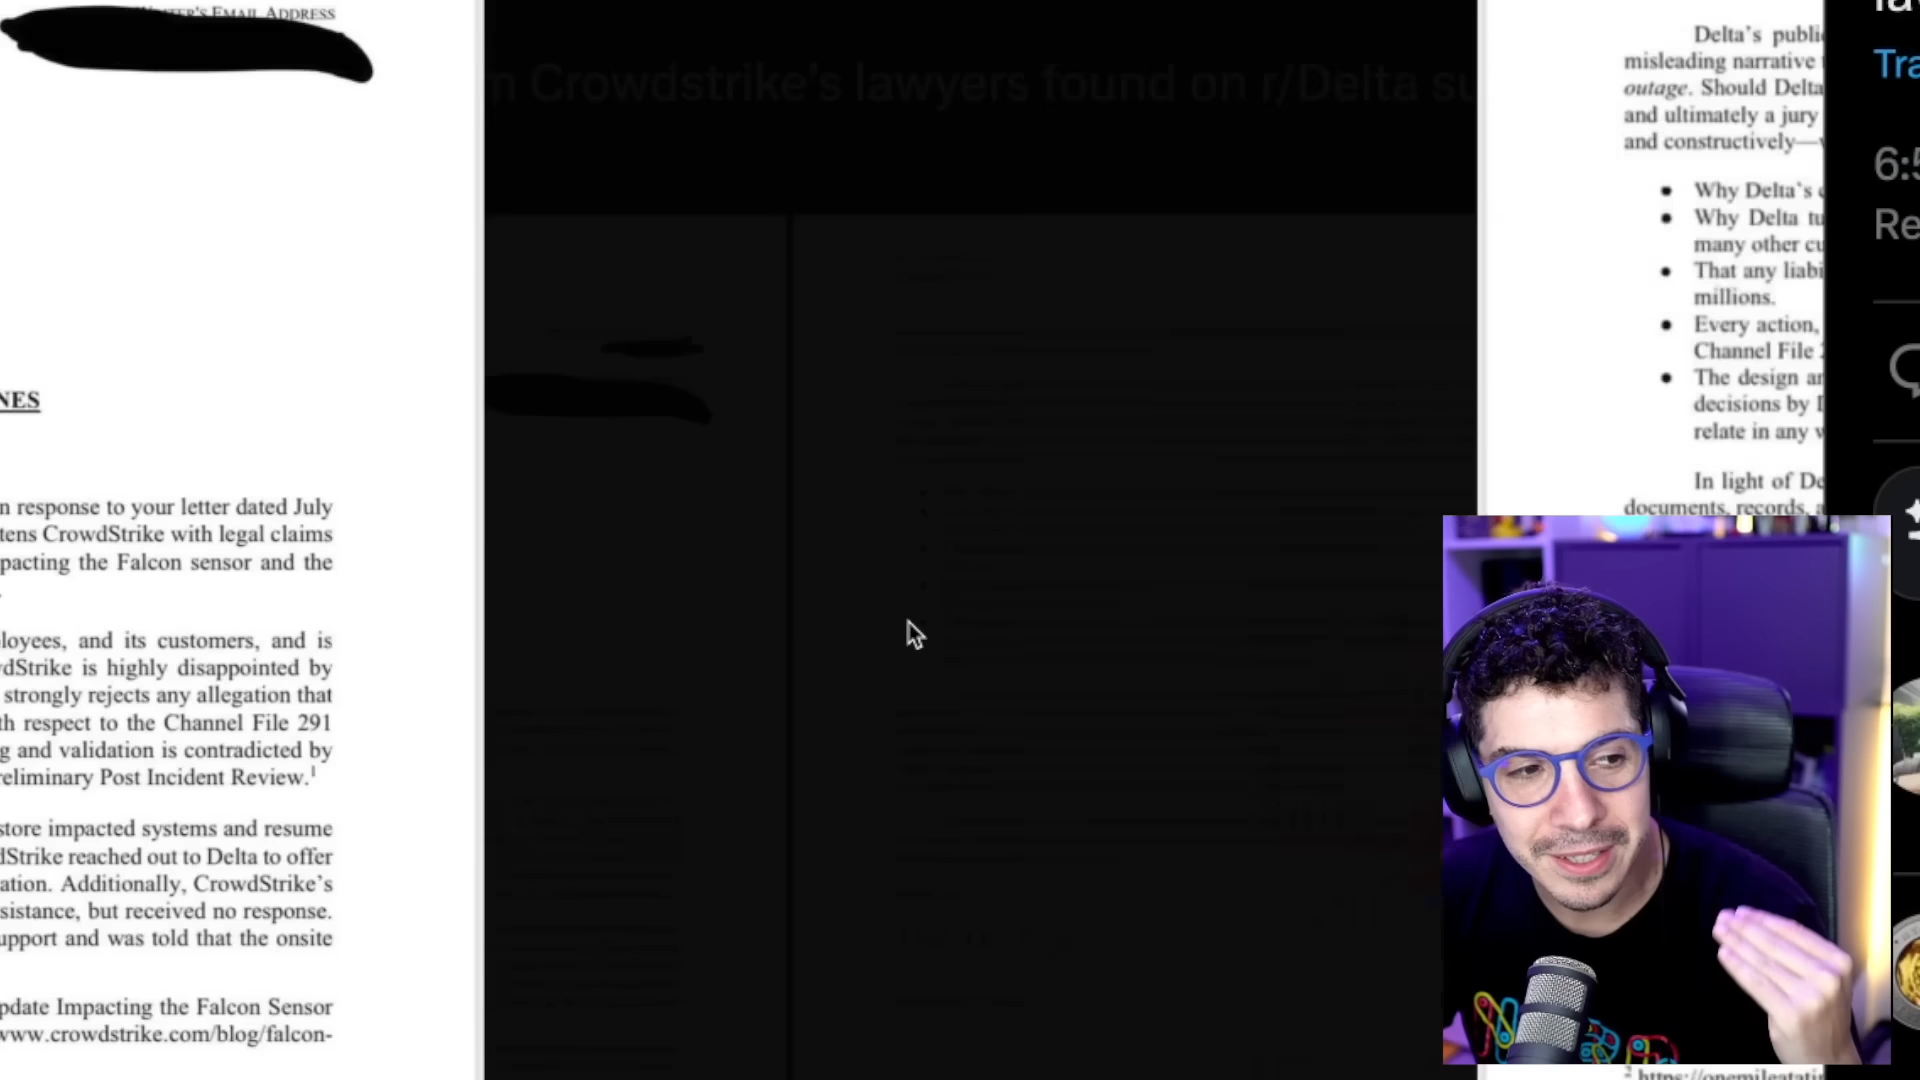 WRITER'S EMAIL ADDRESS
NES
n response to your letter dated July
tens CrowdStrike with legal claims
pacting the Falcon sensor and the
loyees, and its customers, and is
dStrike is highly disappointed by
strongly rejects any allegation that
th respect to the Channel File 291
g and validation is contradicted by
reliminary Post Incident Review.1
store impacted systems and resume
dStrike reached out to Delta to offer
ation. Additionally, CrowdStrike's
sistance, but received no response.
upport and was told that the onsite
pdate Impacting the Falcon Sensor
www.crowdstrike.com/blog/falcon-
m Crowdstrike's lawyers found on r/Delta su
Delta's publi
misleading narrative
outage. Should Delta
and ultimately a jury
and constructively—
• Why Delta's
• Why Delta tu
many other cu
• That any liabi
millions.
• Every action,
Channel File 2
• The design an
decisions by D
relate in any w
In light of De
documents, records, a
Tra
6:5
Re